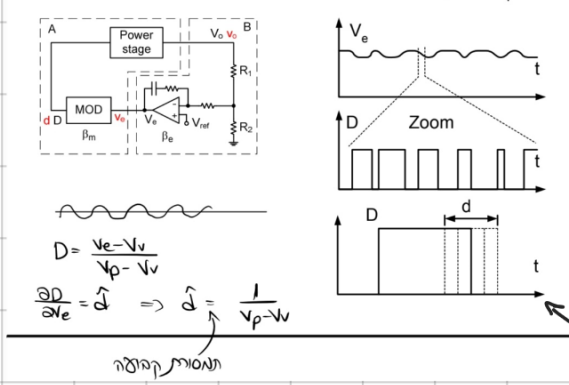 A
B
Power
stage
Vₒ vₒ
R₁
MOD
d D
vₑ
Vₑ
Vref
R₂
βₘ
βₑ
Vₑ
t
D
Zoom
t
D
d
t
D = Ve-Vv / Vp-Vv
∂D / ∂Ve = d̂ ⇒ d̂ = 1 / Vp-Vv
תמסורת קבועה